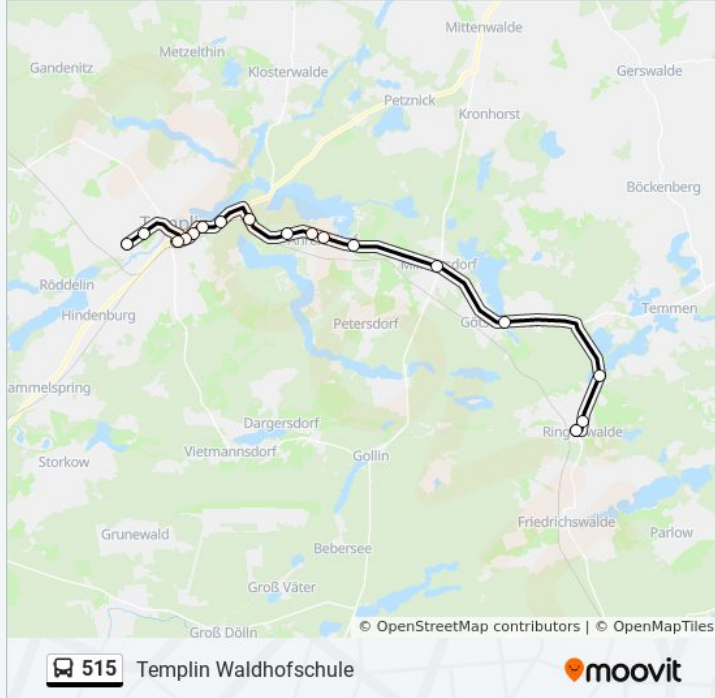 Mittenwalde
Metzelthin
Gandenitz
Klosterwalde
Gerswalde
Petznick
Kronhorst
Böckenberg
Templin
Röddelin
Temmen
Hindenburg
Petersdorf
ammelspring
Dargersdorf
Ringenwalde
Vietmannsdorf
Gollin
Storkow
Friedrichswalde
Grunewald
Parlow
Bebersee
Groß Väter
Groß Dölln
© OpenStreetMap contributors | © OpenMapTiles
515 Templin Waldhofschule
moovit